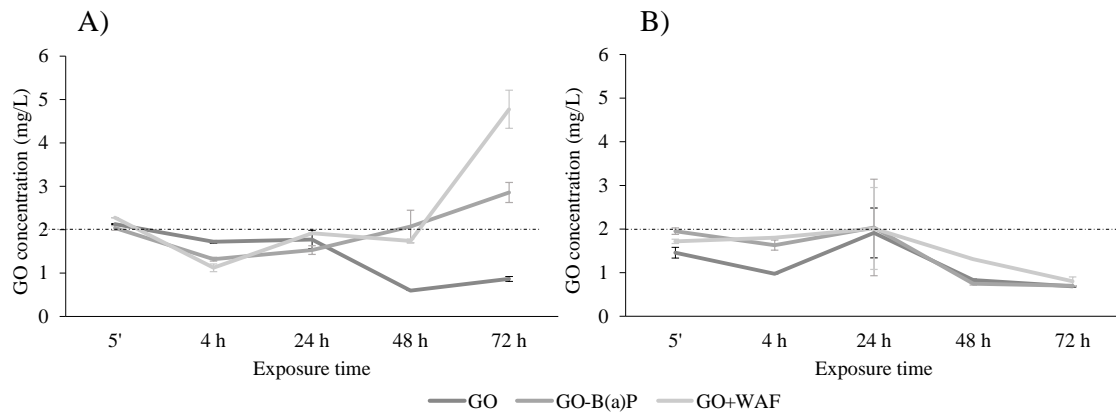 A)
GO concentration (mg/L)
6
5
4
3
2
1
0
5' 4 h 24 h 48 h 72 h
Exposure time
B)
GO concentration (mg/L)
6
5
4
3
2
1
0
5' 4 h 24 h 48 h 72 h
Exposure time
GO GO-B(a)P GO+WAF